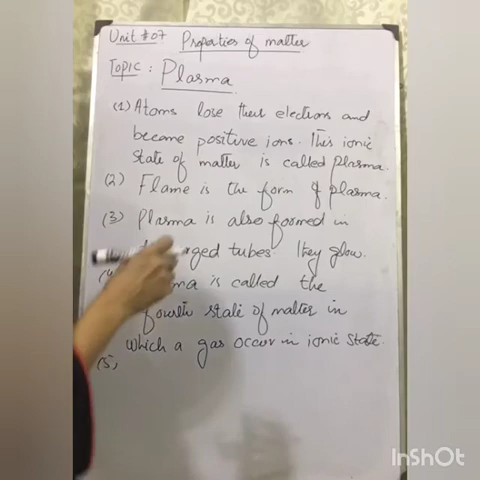 Unit #07 Properties of matter
Topic : Plasma
(1) Atoms lose their electrons and
become positive ions. This ionic
state of matter is called plasma.
(2) Flame is the form of plasma.
(3) Plasma is also formed in
tubes. They glow.
is called the
fourth state of matter in
which a gas occur in ionic state.
(5)
InShOt